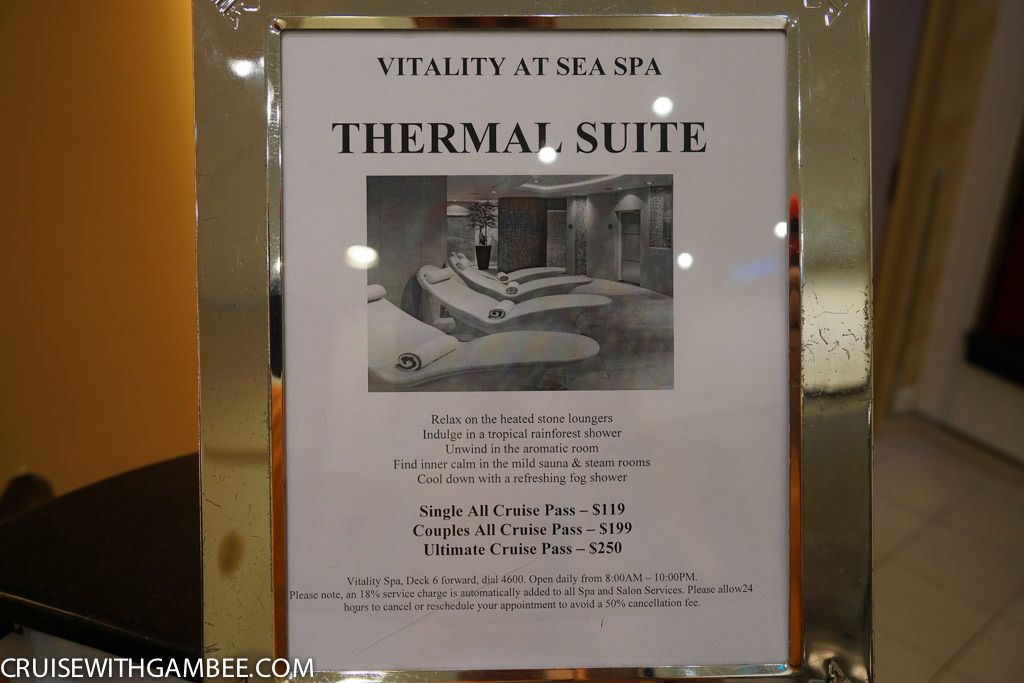 VITALITY AT SEA SPA
THERMAL SUITE
Relax on the heated stone loungers
Indulge in a tropical rainforest shower
Unwind in the aromatic room
Find inner calm in the mild sauna & steam rooms
Cool down with a refreshing fog shower
Single All Cruise Pass – $119
Couples All Cruise Pass – $199
Ultimate Cruise Pass – $250
Vitality Spa, Deck 6 forward, dial 4600. Open daily from 8:00AM – 10:00PM.
Please note, an 18% service charge is automatically added to all Spa and Salon Services. Please allow24
hours to cancel or reschedule your appointment to avoid a 50% cancellation fee.
CRUISEWITHGAMBEE.COM